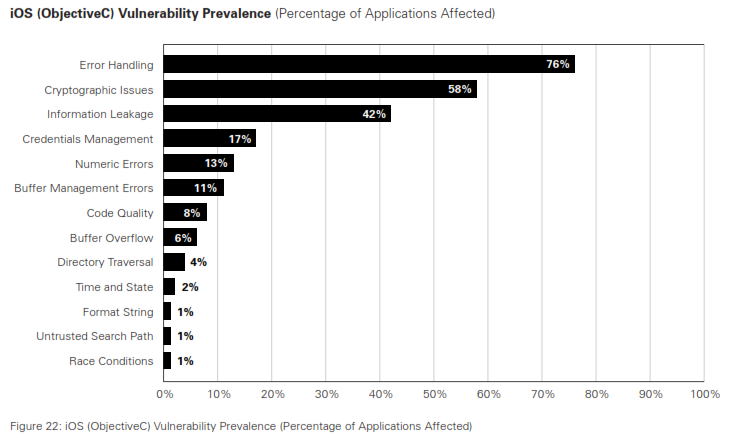 iOS (ObjectiveC) Vulnerability Prevalence (Percentage of Applications Affected)
Error Handling 76%
Cryptographic Issues 58%
Information Leakage 42%
Credentials Management 17%
Numeric Errors 13%
Buffer Management Errors 11%
Code Quality 8%
Buffer Overflow 6%
Directory Traversal 4%
Time and State 2%
Format String 1%
Untrusted Search Path 1%
Race Conditions 1%
0% 10% 20% 30% 40% 50% 60% 70% 80% 90% 100%
Figure 22: iOS (ObjectiveC) Vulnerability Prevalence (Percentage of Applications Affected)